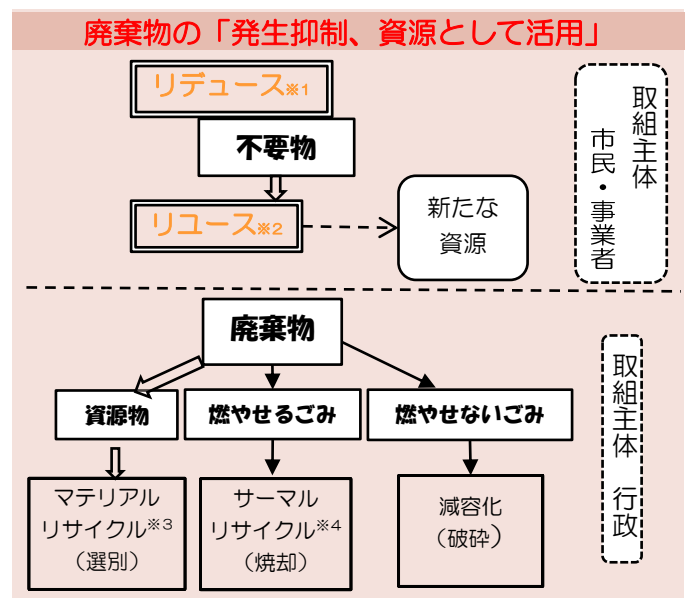 廃棄物の「発生抑制、資源として活用」
リデュース※1
不要物
リユース※2
新たな
資源
取組主体
市民・事業者
廃棄物
資源物
燃やせるごみ
燃やせないごみ
マテリアル
リサイクル※3
（選別）
サーマル
リサイクル※4
（焼却）
減容化
（破砕）
取組主体　行政